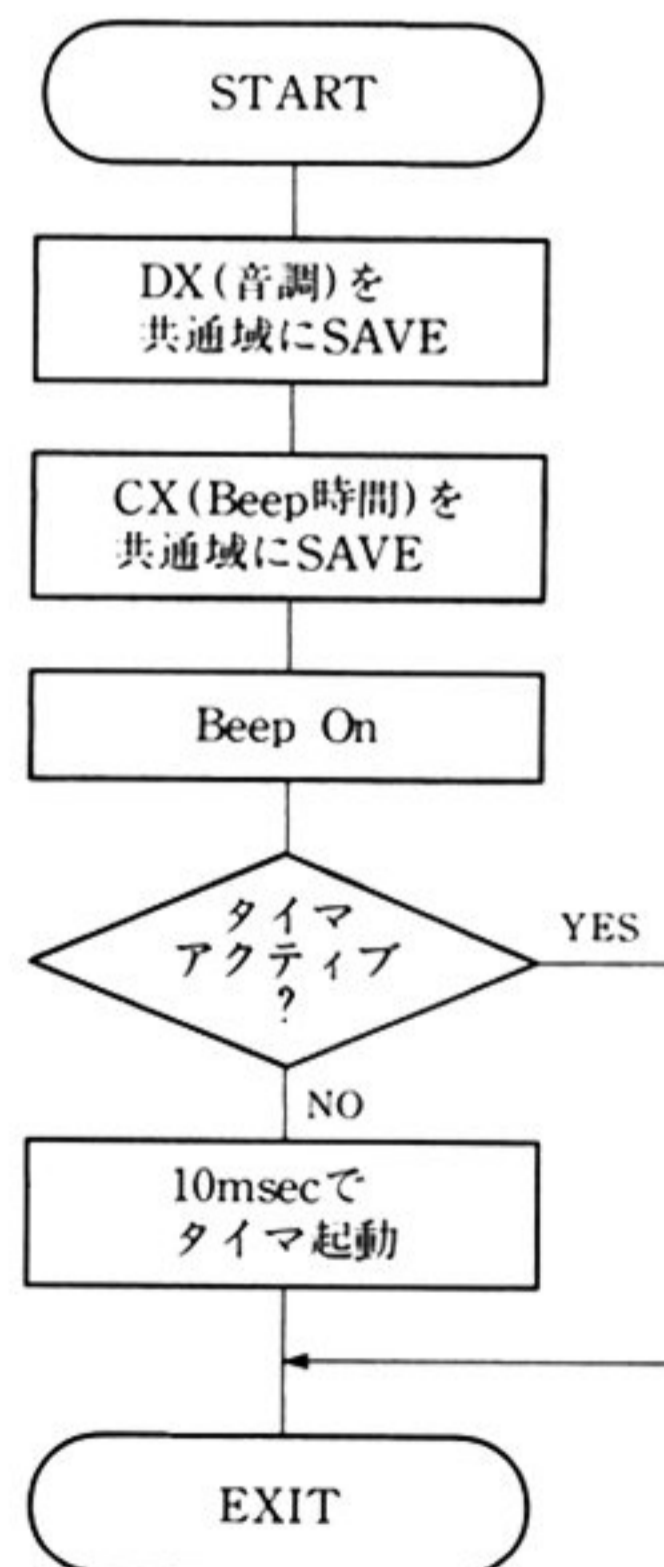 START
DX(音調)を
共通域にSAVE
CX(Beep時間)を
共通域にSAVE
Beep On
タイマ
アクティブ
?
YES
NO
10msecで
タイマ起動
EXIT